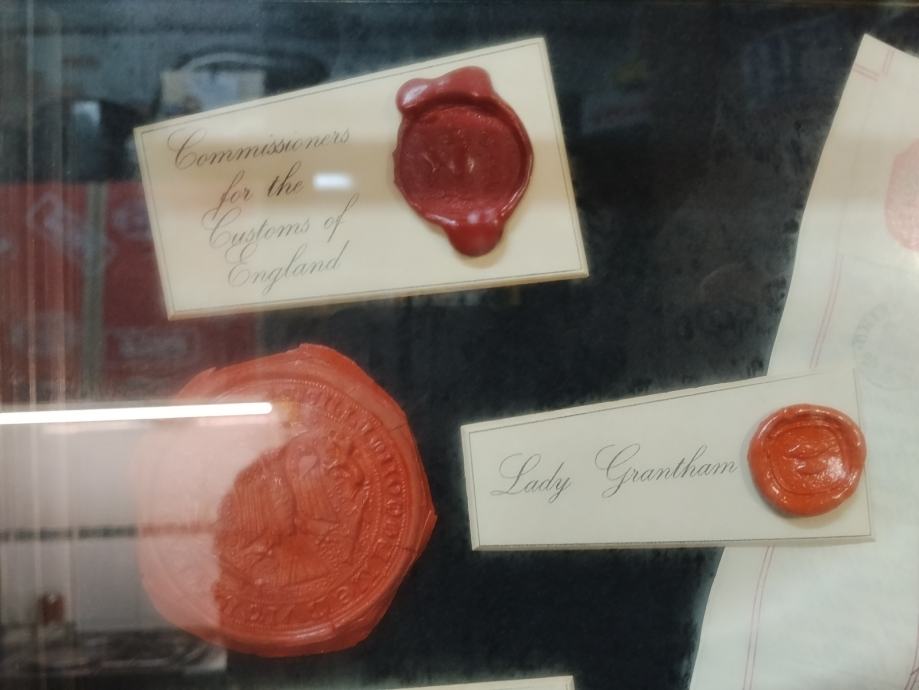 Commissioners
for the
Customs of
England
Lady Grantham